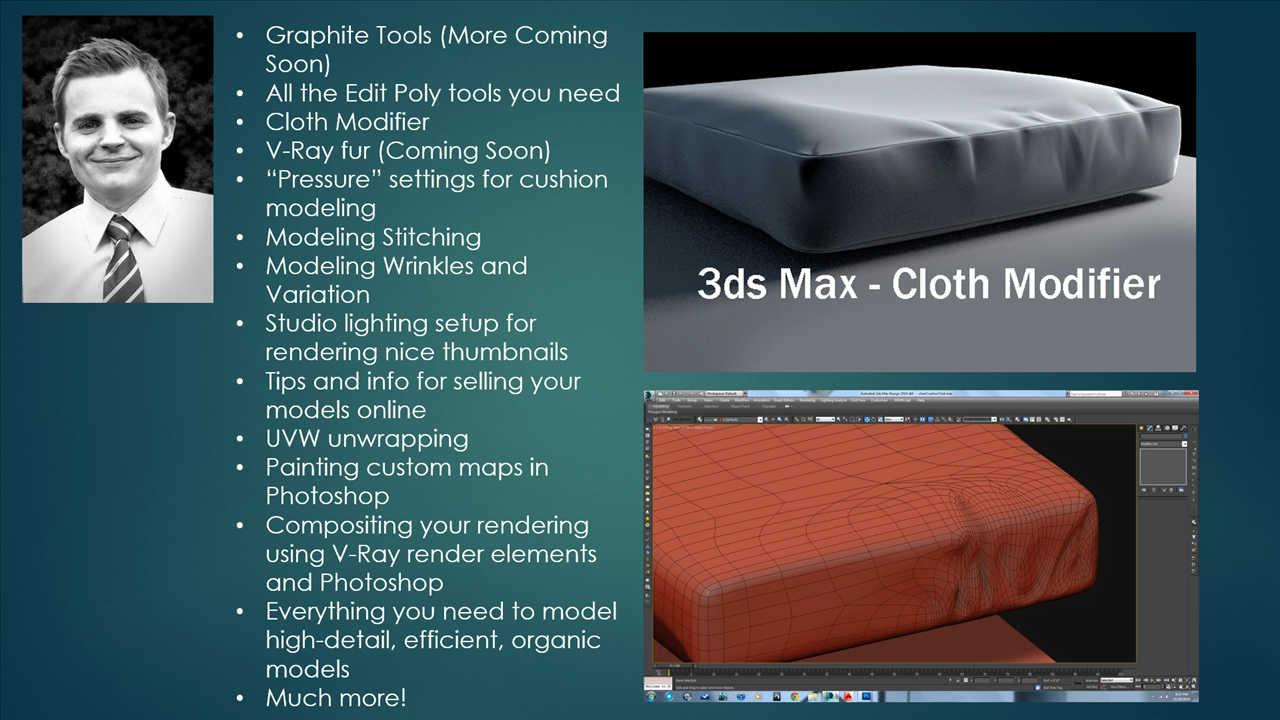 • Graphite Tools (More Coming
Soon)
• All the Edit Poly tools you need
• Cloth Modifier
• V-Ray fur (Coming Soon)
• “Pressure” settings for cushion
modeling
• Modeling Stitching
• Modeling Wrinkles and
Variation
• Studio lighting setup for
rendering nice thumbnails
• Tips and info for selling your
models online
• UVW unwrapping
• Painting custom maps in
Photoshop
• Compositing your rendering
using V-Ray render elements
and Photoshop
• Everything you need to model
high-detail, efficient, organic
models
• Much more!
3ds Max - Cloth Modifier